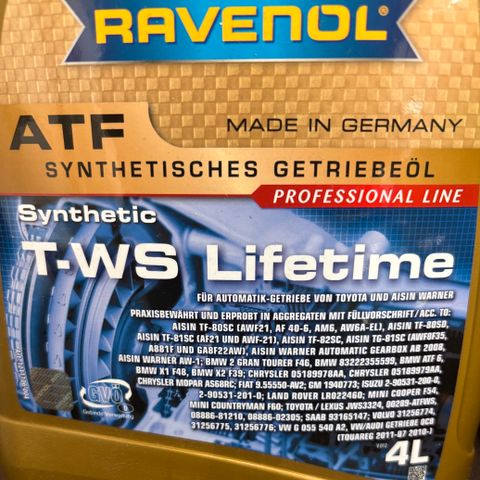 RAVENOL®
ATF
MADE IN GERMANY
SYNTHETISCHES GETRIEBEÖL
PROFESSIONAL LINE
Synthetic
T-WS Lifetime
FÜR AUTOMATIK-GETRIEBE VON TOYOTA UND AISIN WARNER
PRAXISBEWÄHRT UND ERPROBT IN AGGREGATEN MIT FÜLLVORSCHRIFT/ACC. TO:
AISIN TF-80SC (AWF21, AF 40-6, AM6, AW6A-EL), AISIN TF-80SD,
AISIN TF-81SC (AF21 UND AWF-21), AISIN TF-82SC, AISIN TG-81SC (AWF8F35,
A881F UND GA8F22AW), AISIN WARNER AUTOMATIC GEARBOX AB 2008,
AISIN WARNER AW-1; BMW 2 GRAN TOURER F46, BMW 83222355599, BMW ATF 6,
BMW X1 F48, BMW X2 F39; CHRYSLER 05189978AA, CHRYSLER 05189979AA,
CHRYSLER MOPAR AS68RC; FIAT 9.55550-AV2; GM 1940773; ISUZU 2-90531-200-0,
2-90531-201-0; LAND ROVER LR022460; MINI COOPER F54,
MINI COUNTRYMAN F60; TOYOTA / LEXUS JWS3324, 00289-ATFWS,
08886-81210, 08886-02305; SAAB 93165147; VOLVO 31256774,
31256775, 31256776; VW G 055 540 A2, VW/AUDI GETRIEBE 0C8
(TOUAREG 2011-07 2010-)
GVO
Getriebe Verwertung
4L